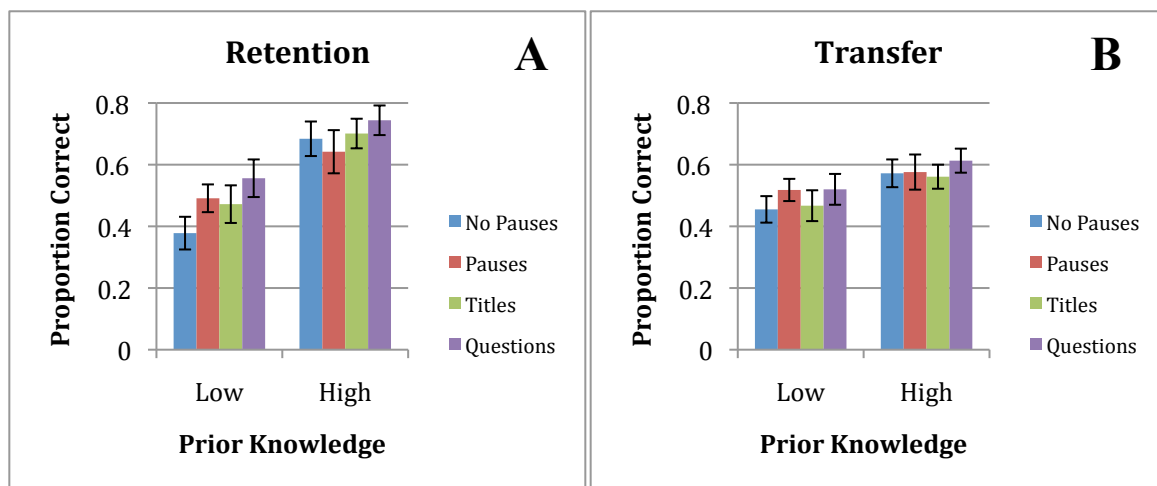 Retention
A
Proportion Correct
0.8
0.6
0.4
0.2
0
Low
High
Prior Knowledge
No Pauses
Pauses
Titles
Questions
Transfer
B
Proportion Correct
0.8
0.6
0.4
0.2
0
Low
High
Prior Knowledge
No Pauses
Pauses
Titles
Questions